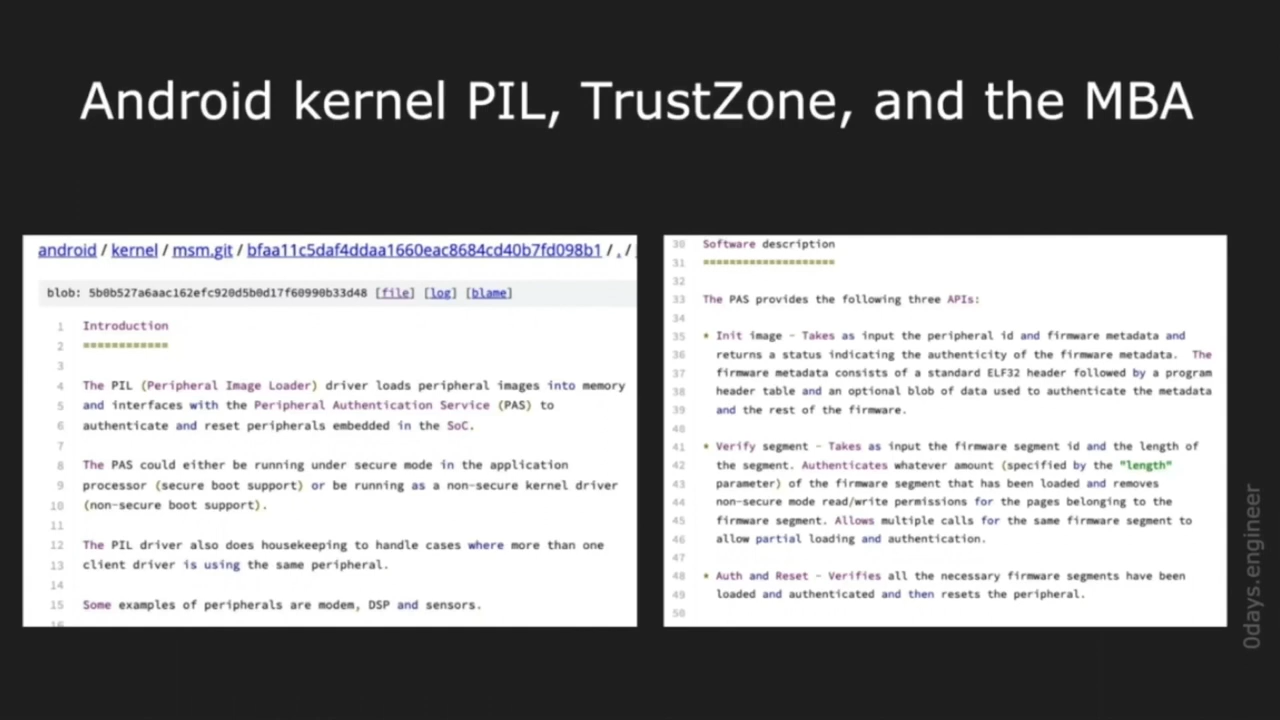 Android kernel PIL, TrustZone, and the MBA
android / kernel / msm.git / bfaa11c5daf4ddaa1660eac8684cd40b7fd098b1 / . /
blob: 5b0b527a6aac162efc920d5b0d17f60990b33d48 [file] [log] [blame]
1 Introduction
2 ============
3
4 The PIL (Peripheral Image Loader) driver loads peripheral images into memory
5 and interfaces with the Peripheral Authentication Service (PAS) to
6 authenticate and reset peripherals embedded in the SoC.
7
8 The PAS could either be running under secure mode in the application
9 processor (secure boot support) or be running as a non-secure kernel driver
10 (non-secure boot support).
11
12 The PIL driver also does housekeeping to handle cases where more than one
13 client driver is using the same peripheral.
14
15 Some examples of peripherals are modem, DSP and sensors.
16
30 Software description
31 ====================
32
33 The PAS provides the following three APIs:
34
35 * Init image - Takes as input the peripheral id and firmware metadata and
36 returns a status indicating the authenticity of the firmware metadata. The
37 firmware metadata consists of a standard ELF32 header followed by a program
38 header table and an optional blob of data used to authenticate the metadata
39 and the rest of the firmware.
40
41 * Verify segment - Takes as input the firmware segment id and the length of
42 the segment. Authenticates whatever amount (specified by the "length"
43 parameter) of the firmware segment that has been loaded and removes
44 non-secure mode read/write permissions for the pages belonging to the
45 firmware segment. Allows multiple calls for the same firmware segment to
46 allow partial loading and authentication.
47
48 * Auth and Reset - Verifies all the necessary firmware segments have been
49 loaded and authenticated and then resets the peripheral.
50
0days.engineer